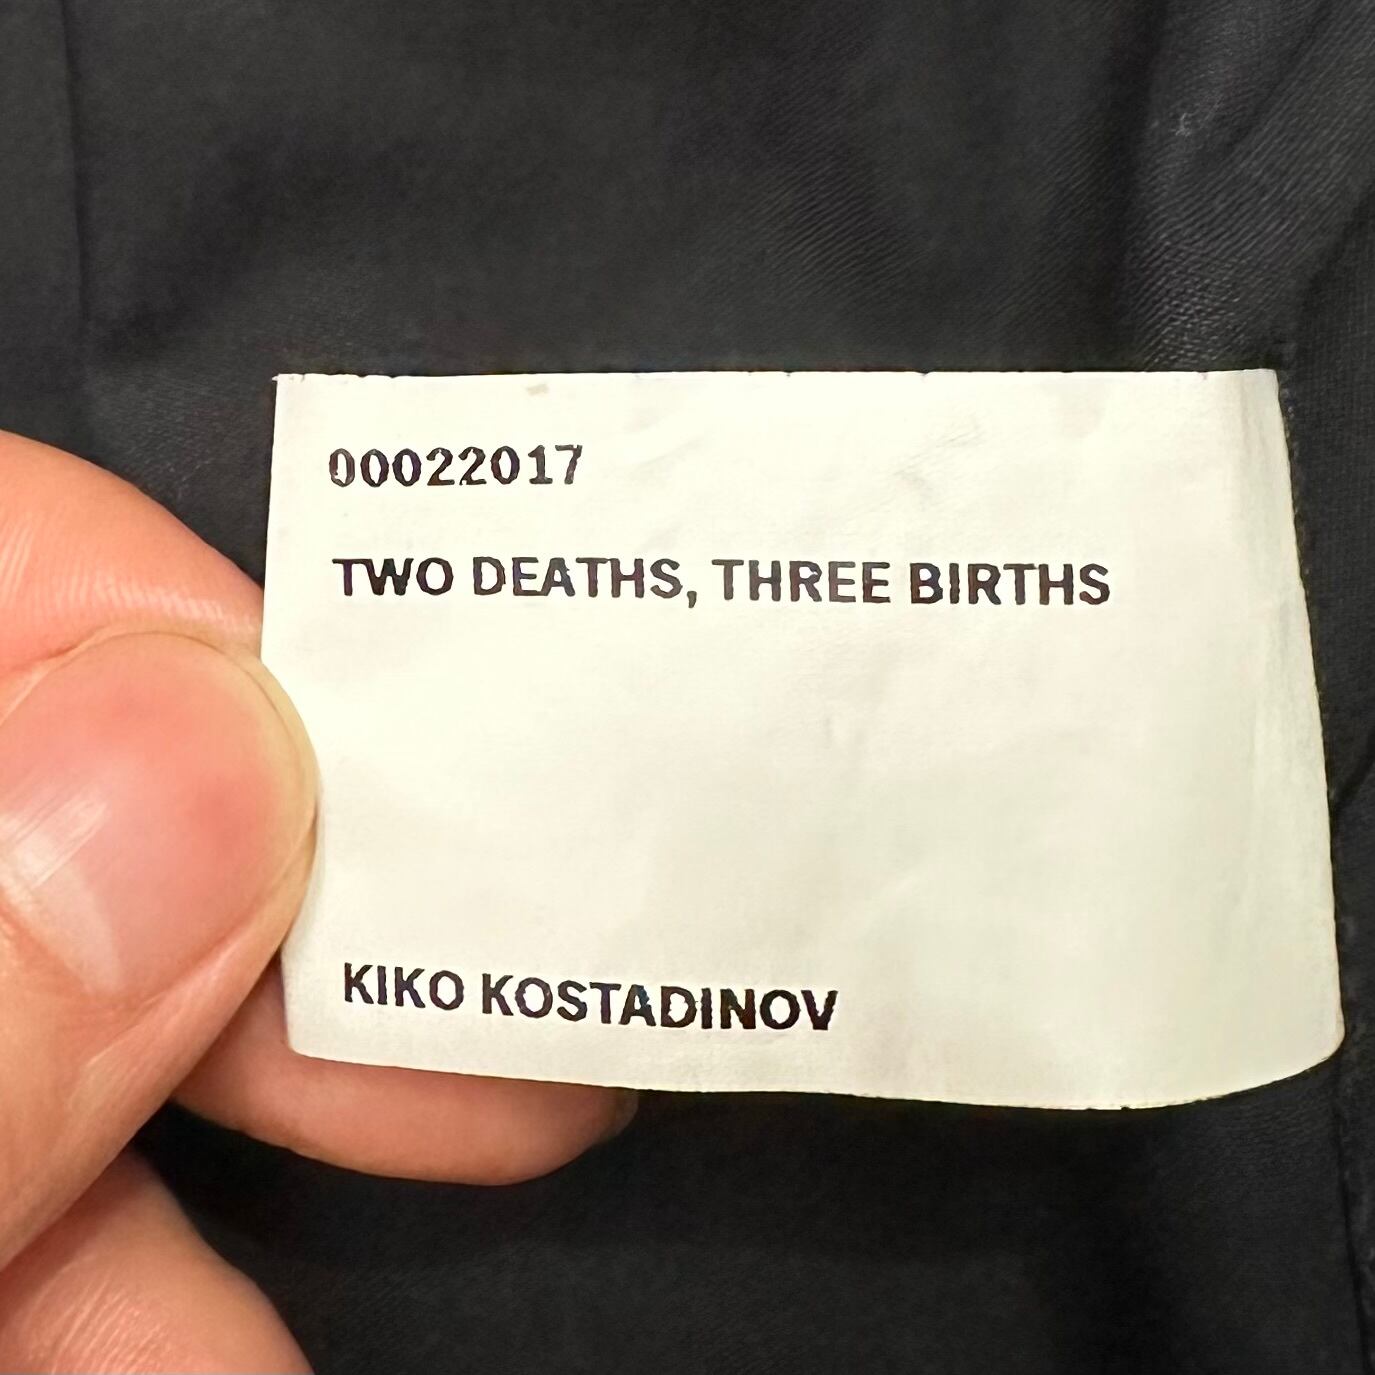 00022017
TWO DEATHS, THREE BIRTHS
KIKO KOSTADINOV